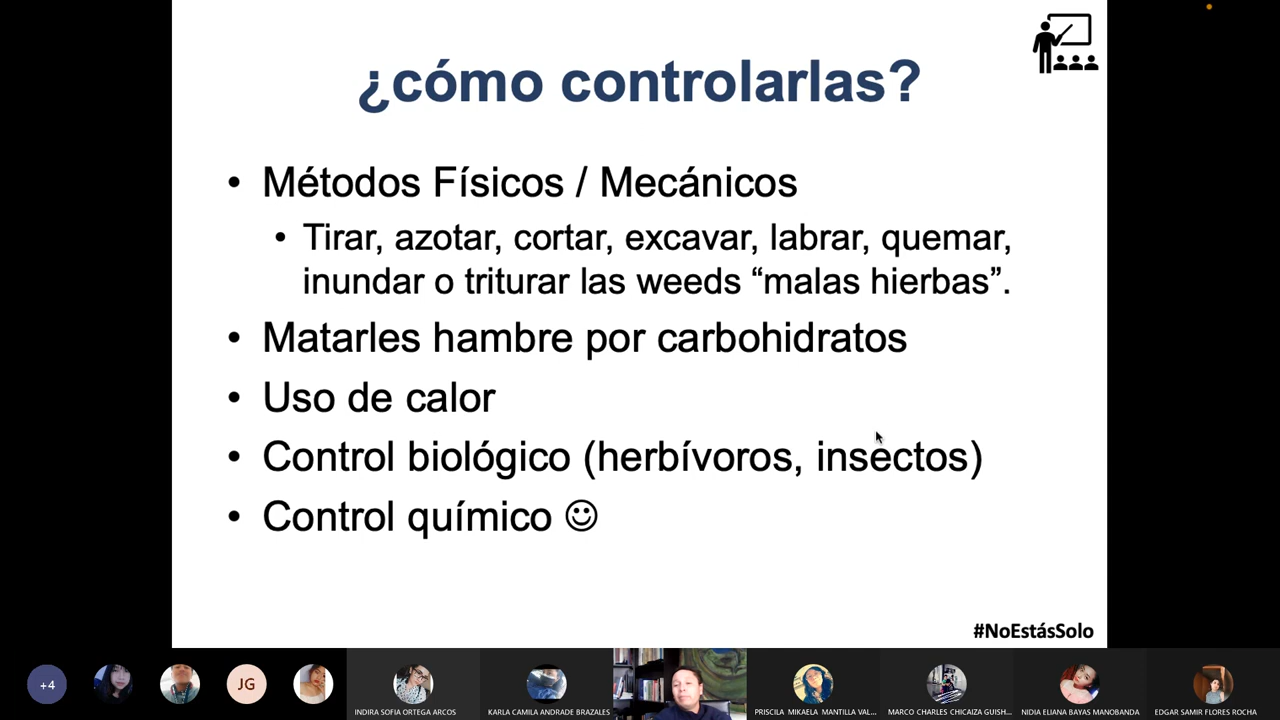 ¿cómo controlarlas?
• Métodos Físicos / Mecánicos
• Tirar, azotar, cortar, excavar, labrar, quemar,
inundar o triturar las weeds “malas hierbas”.
• Matarles hambre por carbohidratos
• Uso de calor
• Control biológico (herbívoros, insectos)
• Control químico ☺
#NoEstásSolo
+4
JG
INDIRA SOFIA ORTEGA ARCOS
KARLA CAMILA ANDRADE BRAZALES
PRISCILA MIKAELA MANTILLA VAL...
MARCO CHARLES CHICAIZA GUISH...
NIDIA ELIANA BAYAS MANOBANDA
EDGAR SAMIR FLORES ROCHA